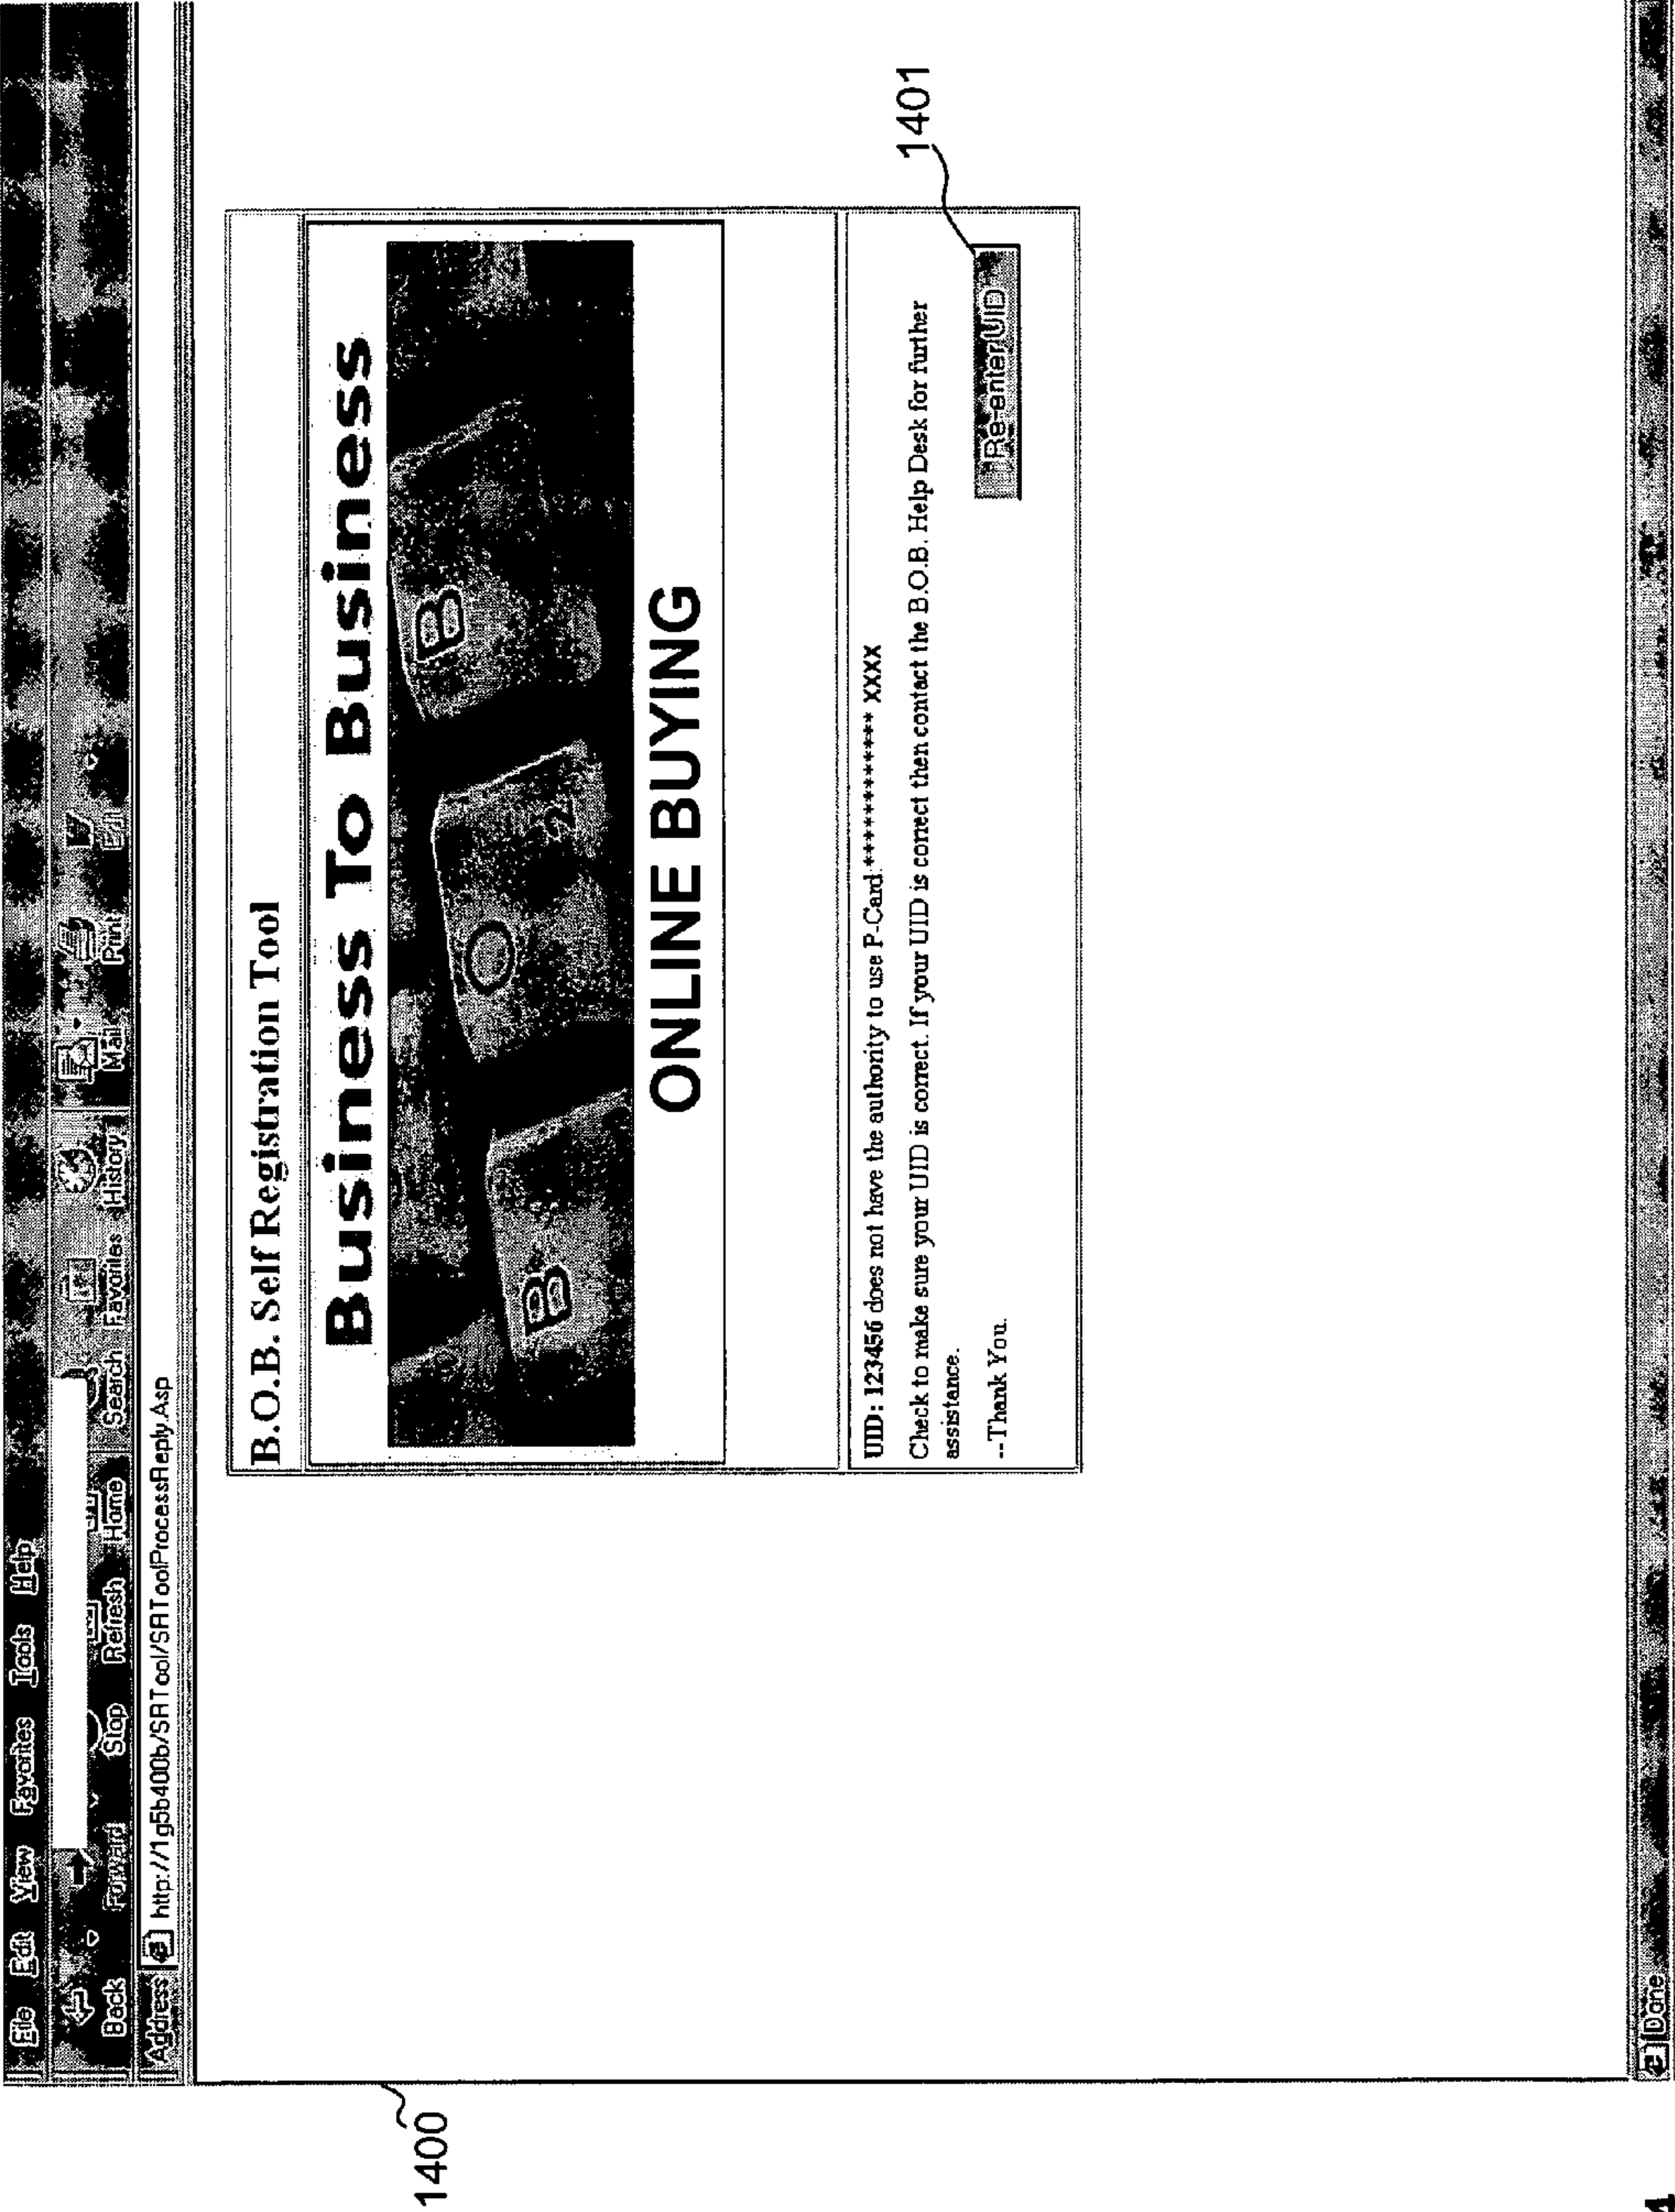 File Edit View Favorites Tools Help
Back Forward Stop Refresh Home Search Favorites History Mail Print Edit
Address http://1g5b400b/SRTool/SRToolProcessReply.Asp
1400
B.O.B. Self Registration Tool
Business To Business
B O 2 B
ONLINE BUYING
UID: 123456 does not have the authority to use P-Card:************ XXXX
Check to make sure your UID is correct. If your UID is correct then contact the B.O.B. Help Desk for further
assistance.
--Thank You.
Re-enter UID
1401
Done